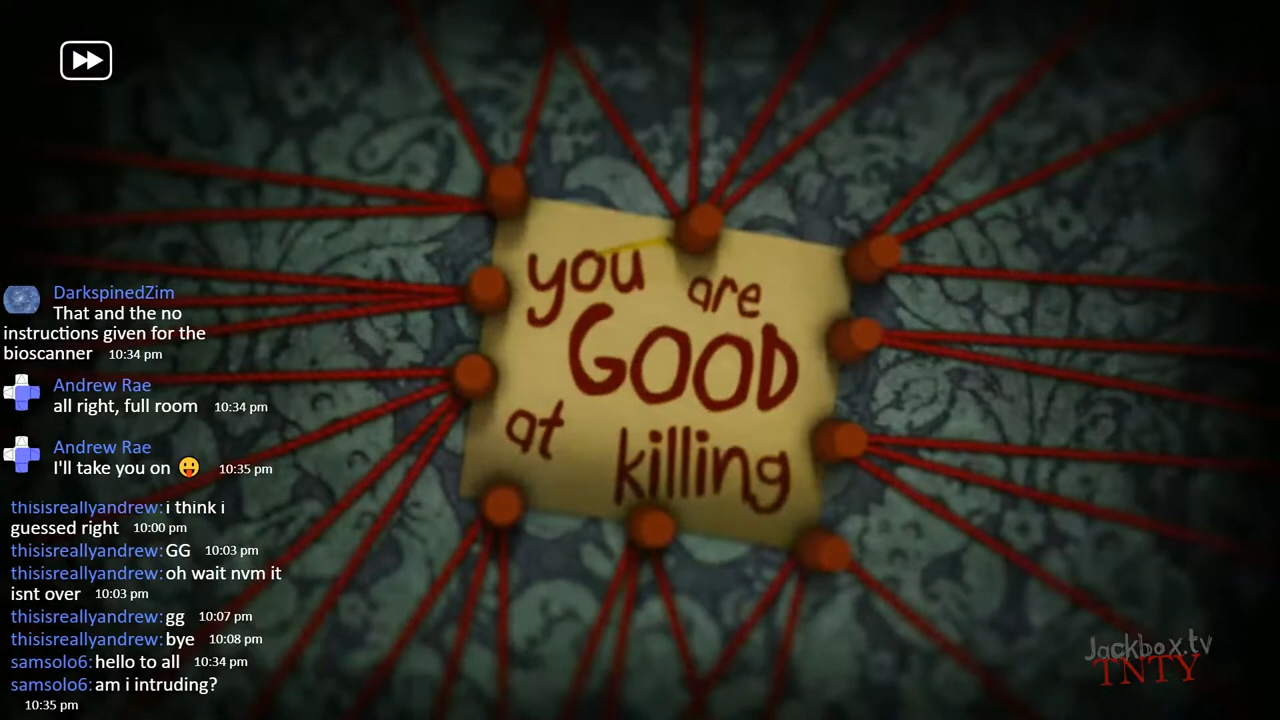 DarkspinedZim
That and the no
instructions given for the
bioscanner 10:34 pm
Andrew Rae
all right, full room 10:34 pm
Andrew Rae
I'll take you on 😛 10:35 pm
thisisreallyandrew: i think i
guessed right 10:00 pm
thisisreallyandrew: GG 10:03 pm
thisisreallyandrew: oh wait nvm it
isnt over 10:03 pm
thisisreallyandrew: gg 10:07 pm
thisisreallyandrew: bye 10:08 pm
samsolo6: hello to all 10:34 pm
samsolo6: am i intruding?
10:35 pm
you are
GOOD
at killing
Jackbox.tv
TNTY